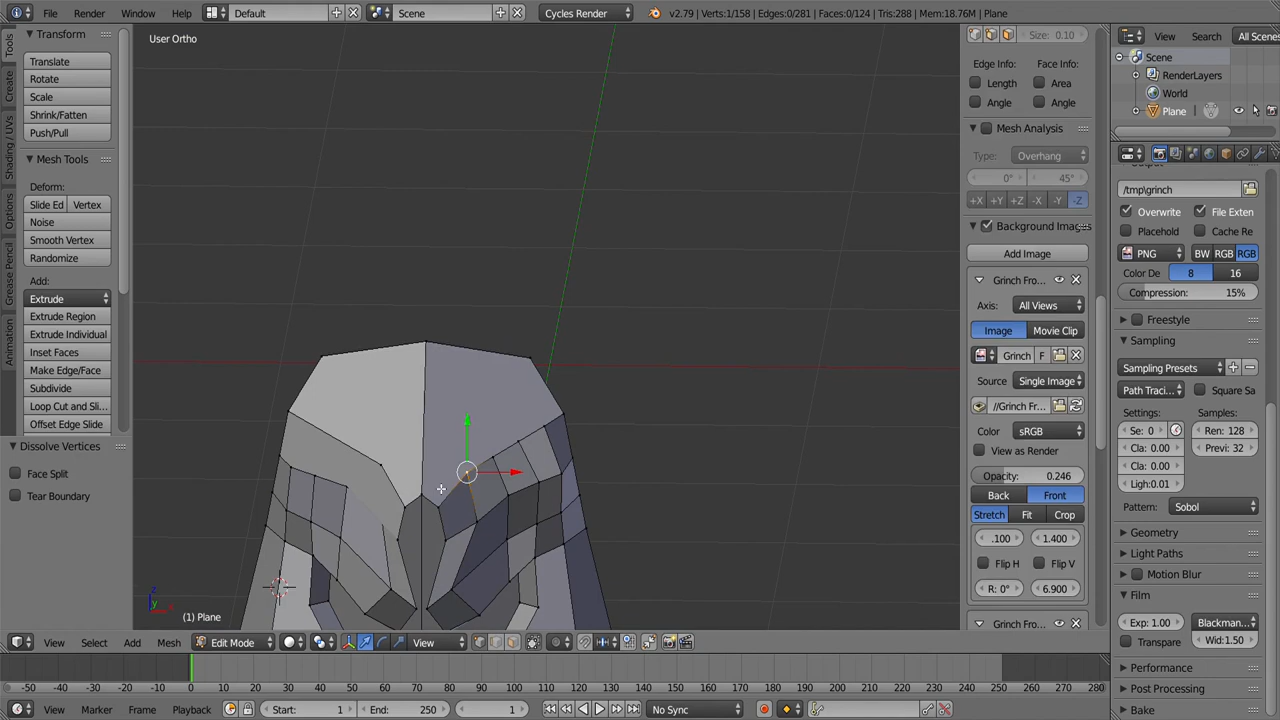 File Render Window Help Default Scene Cycles Render v2.79 | Verts:1/158 | Edges:0/281 | Faces:0/124 | Tris:288 | Mem:18.76M | Plane
Tools
Create
Shading / UVs
Options
Grease Pencil
Animation
Transform
Translate
Rotate
Scale
Shrink/Fatten
Push/Pull
Mesh Tools
Deform:
Slide Ed Vertex
Noise
Smooth Vertex
Randomize
Add:
Extrude
Extrude Region
Extrude Individual
Inset Faces
Make Edge/Face
Subdivide
Loop Cut and Sli...
Offset Edge Slide
Dissolve Vertices
Face Split
Tear Boundary
User Ortho
(1) Plane
Size: 0.10
Edge Info: Face Info:
Length Area
Angle Angle
Mesh Analysis
Type: Overhang
0° 45°
+X +Y +Z -X -Y -Z
Background Images
Add Image
Grinch Fro...
Axis: All Views
Image Movie Clip
Grinch F
Source Single Image
//Grinch Fr...
Color sRGB
View as Render
Opacity: 0.246
Back Front
Stretch Fit Crop
.100 1.400
Flip H Flip V
R: 0° 6.900
Grinch Fro...
View Search All Scenes
Scene
RenderLayers
World
Plane
Output
/tmp\grinch
Overwrite File Exten
Placehold Cache Re
PNG BW RGB RGB
Color De 8 16
Compression: 15%
Freestyle
Sampling
Sampling Presets
Path Traci... Square Sa
Settings: Samples:
Se: 0 Ren: 128
Cla: 0.00 Previ: 32
Cla: 0.00
Ligh:0.01
Pattern: Sobol
Geometry
Light Paths
Motion Blur
Film
Exp: 1.00 Blackman...
Transpare Wid:1.50
Performance
Post Processing
Bake
View Select Add Mesh Edit Mode View
-50 -40 -30 -20 -10 0 10 20 30 40 50 60 70 80 90 100 110 120 130 140 150 160 170 180 190 200 210 220 230 240 250 260 270 280
View Marker Frame Playback Start: 1 End: 250 1 No Sync